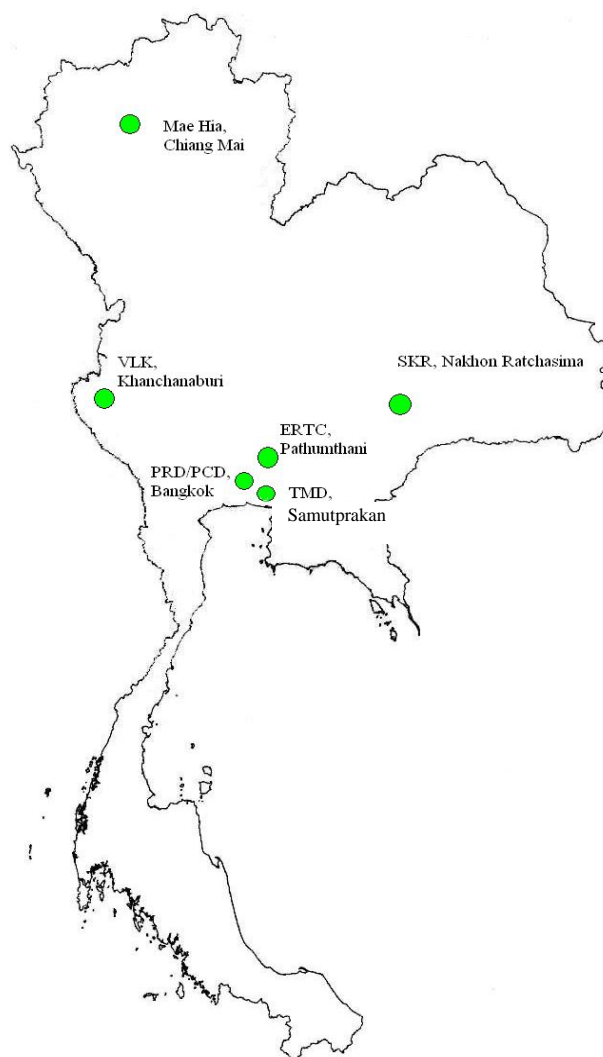 Mae Hia,
Chiang Mai
VLK,
Khanchanaburi
SKR, Nakhon Ratchasima
ERTC,
Pathumthani
PRD/PCD,
Bangkok
TMD,
Samutprakan